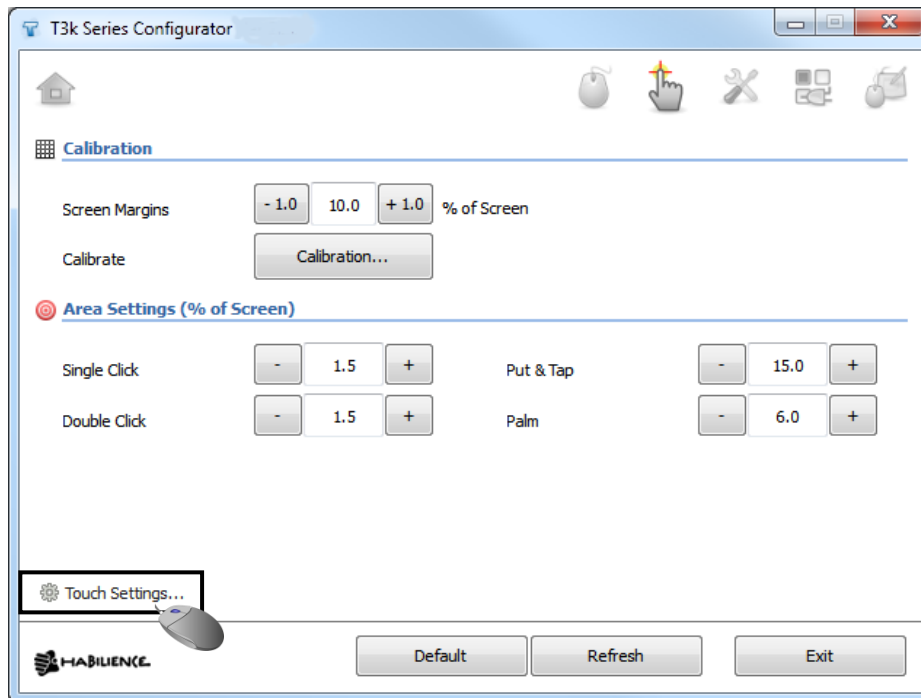 T3k Series Configurator
Calibration
Screen Margins - 1.0 10.0 + 1.0 % of Screen
Calibrate Calibration...
Area Settings (% of Screen)
Single Click - 1.5 + Put & Tap - 15.0 +
Double Click - 1.5 + Palm - 6.0 +
Touch Settings...
HABILIENCE Default Refresh Exit